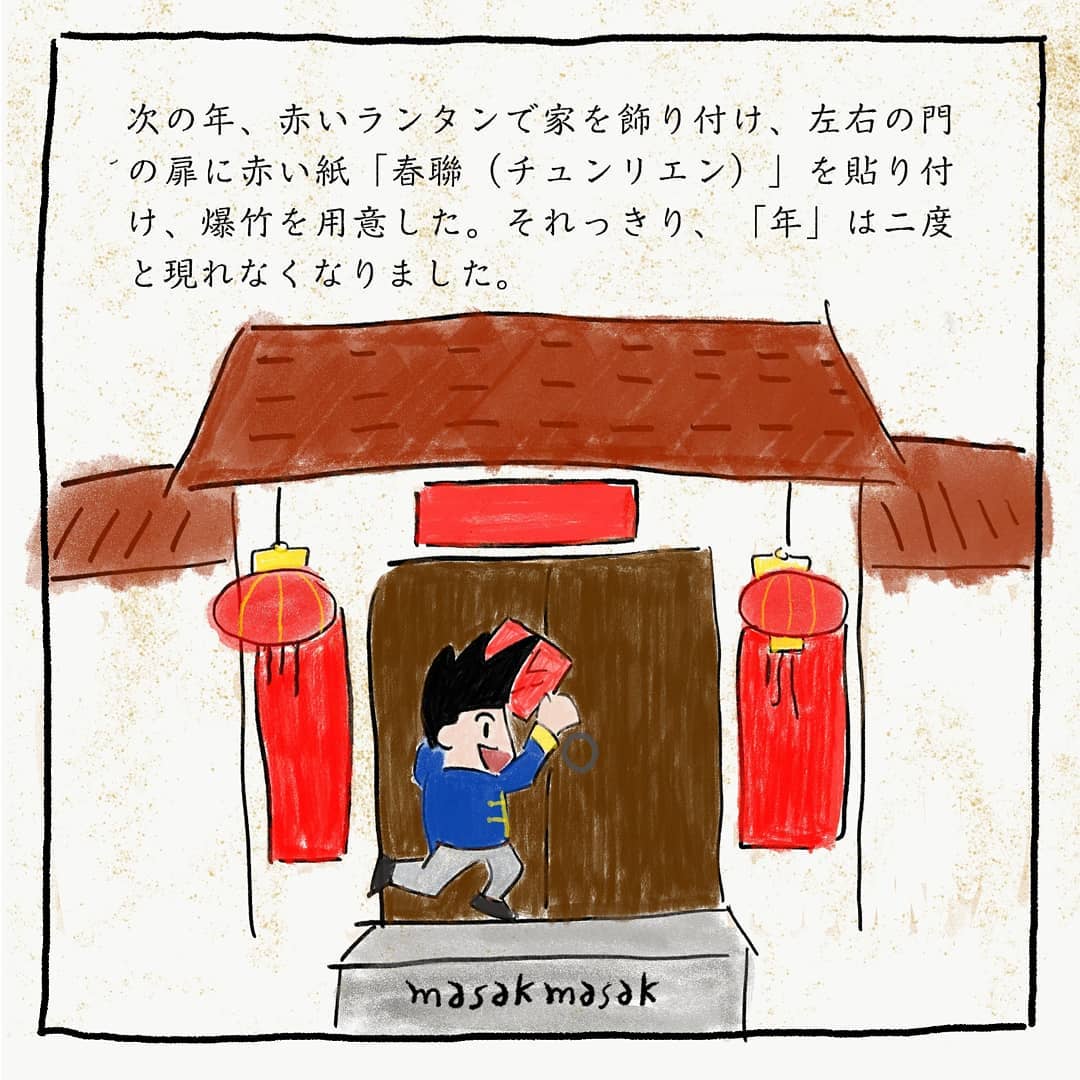 次の年、赤いランタンで家を飾り付け、左右の門
の扉に赤い紙「春聯（チュンリエン）」を貼り付
け、爆竹を用意した。それっきり、「年」は二度
と現れなくなりました。
masak masak